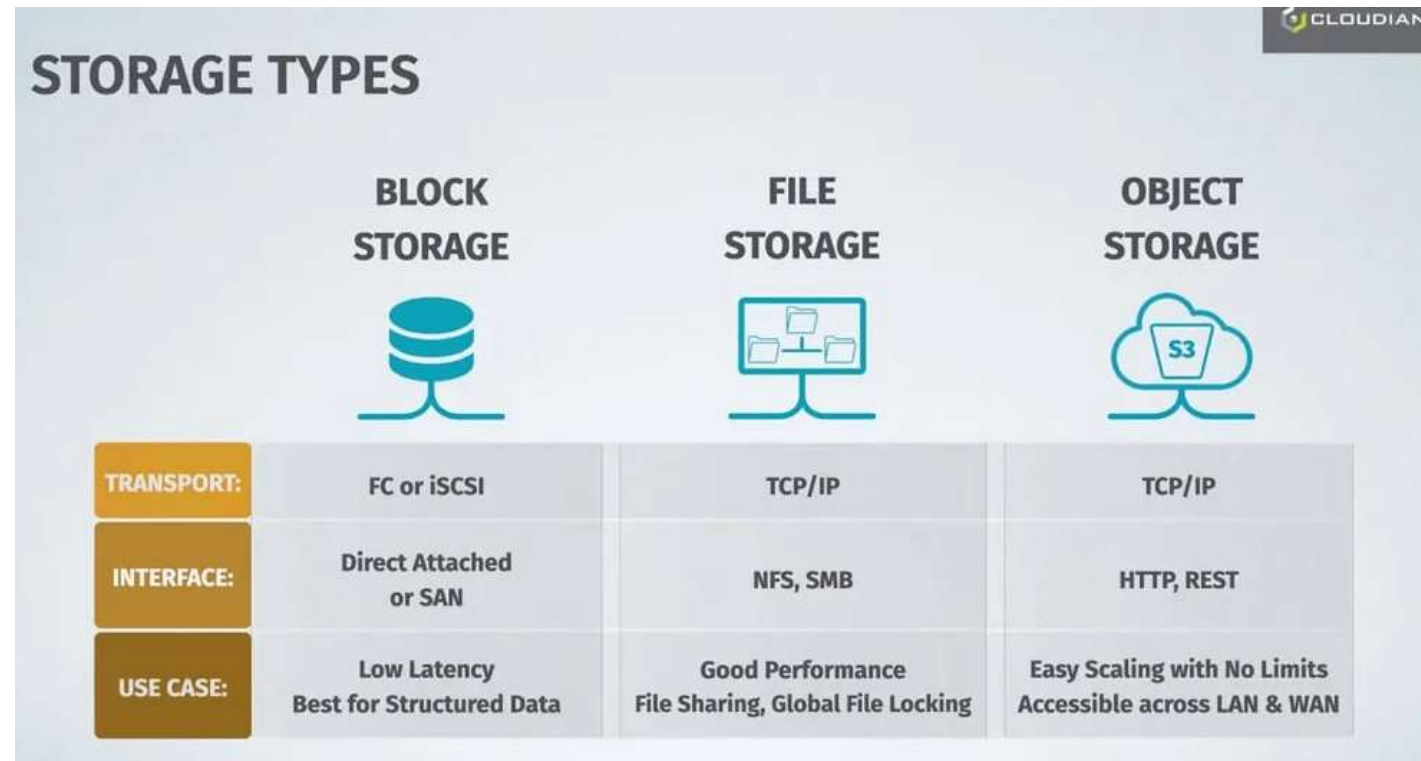 CLOUDIAN
STORAGE TYPES
BLOCK
STORAGE
FILE
STORAGE
OBJECT
STORAGE
S3
TRANSPORT:
FC or iSCSI
TCP/IP
TCP/IP
INTERFACE:
Direct Attached
or SAN
NFS, SMB
HTTP, REST
USE CASE:
Low Latency
Best for Structured Data
Good Performance
File Sharing, Global File Locking
Easy Scaling with No Limits
Accessible across LAN & WAN